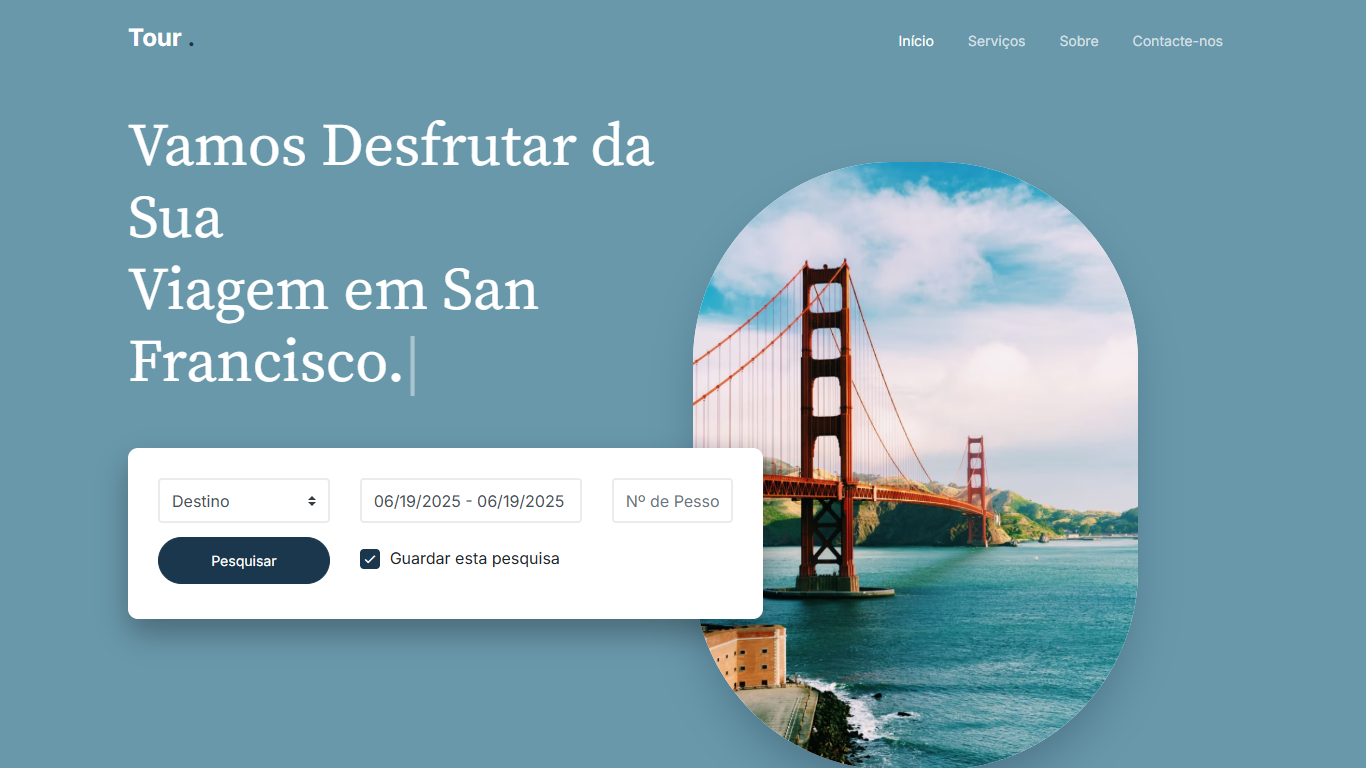 Tour .
Início Serviços Sobre Contacte-nos
Vamos Desfrutar da
Sua
Viagem em San
Francisco.
Destino 06/19/2025 - 06/19/2025 Nº de Pesso
Pesquisar Guardar esta pesquisa